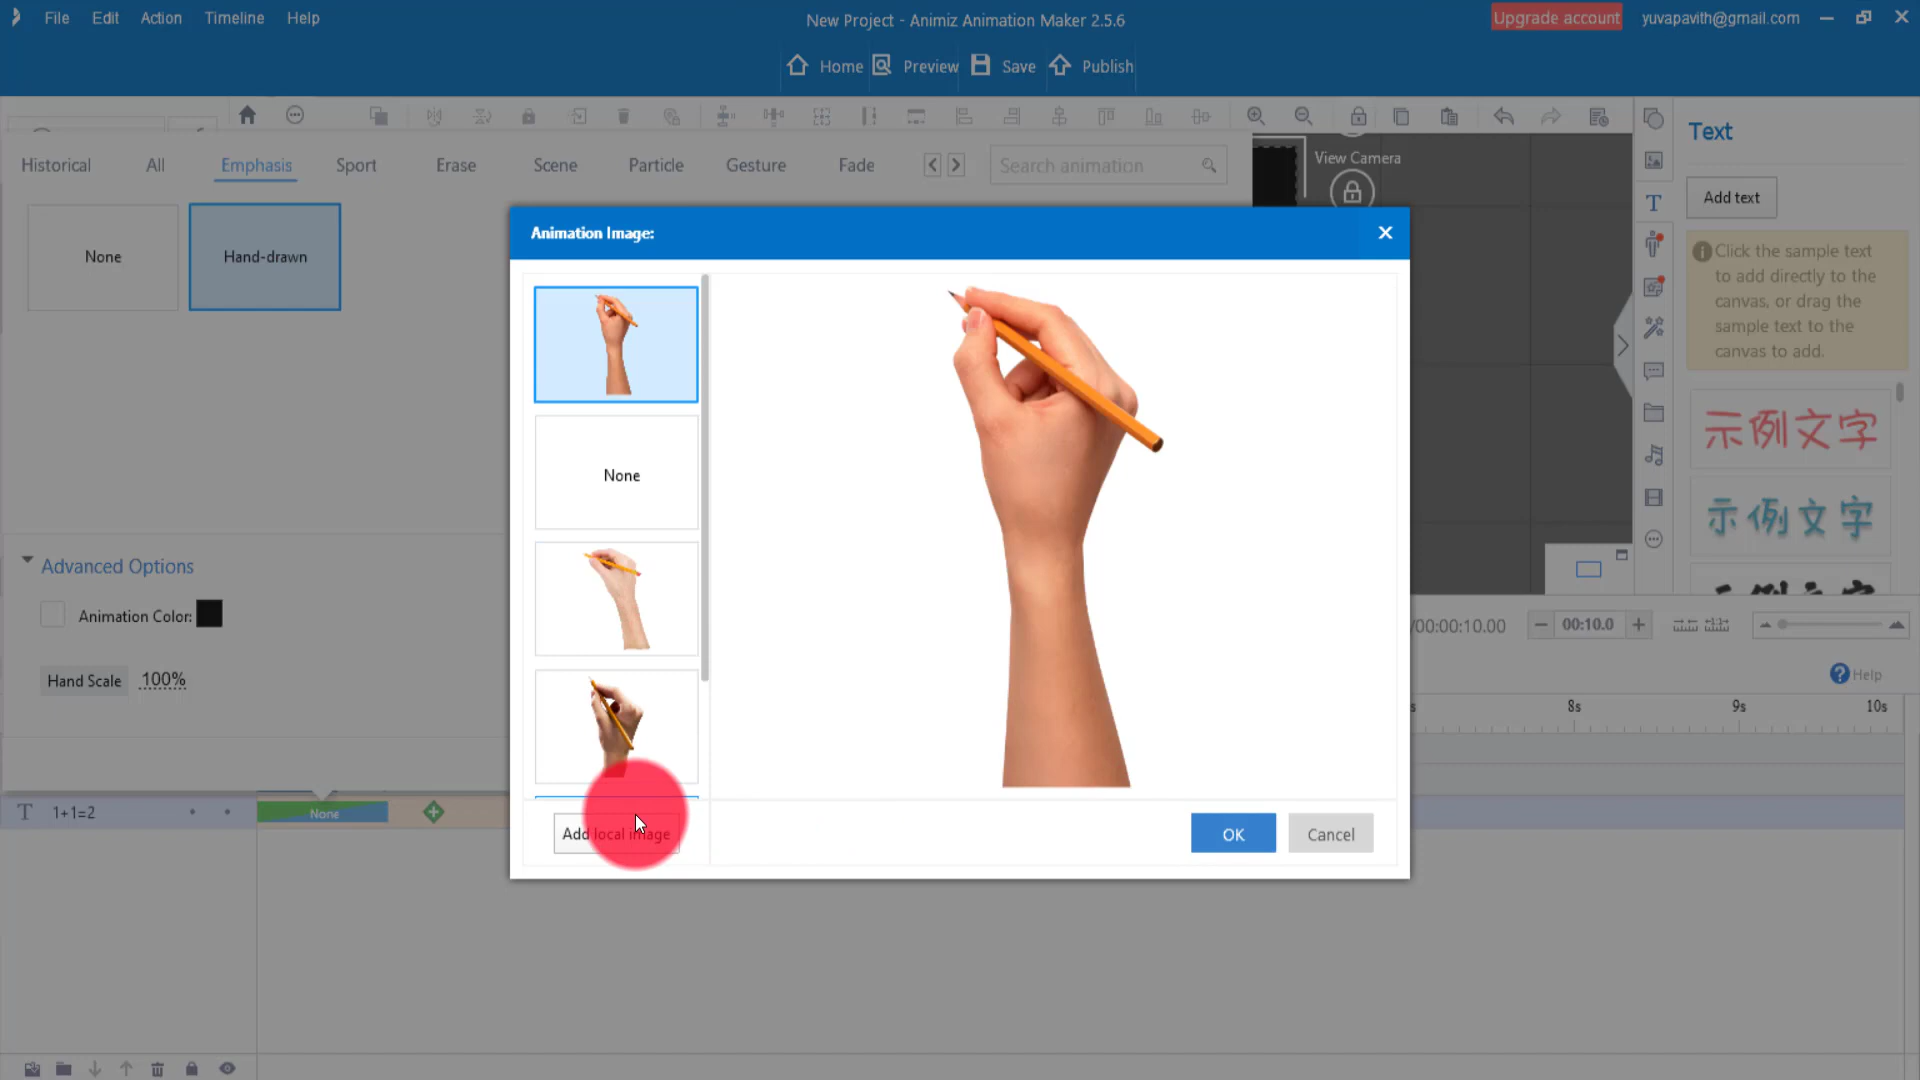 File Edit Action Timeline Help
New Project - Animiz Animation Maker 2.5.6
Upgrade account yuvapavith@gmail.com
Home Preview Save Publish
Historical All Emphasis Sport Erase Scene Particle Gesture Fade
Search animation
View Camera
Text
Add text
Click the sample text
to add directly to the
canvas, or drag the
sample text to the
canvas to add.
示例文字
示例文字
None
Hand-drawn
Animation Image:
None
Add local image
OK
Cancel
Advanced Options
Animation Color:
Hand Scale 100%
/00:00:10.00
00:10.0
Help
8s 9s 10s
T 1+1=2
None